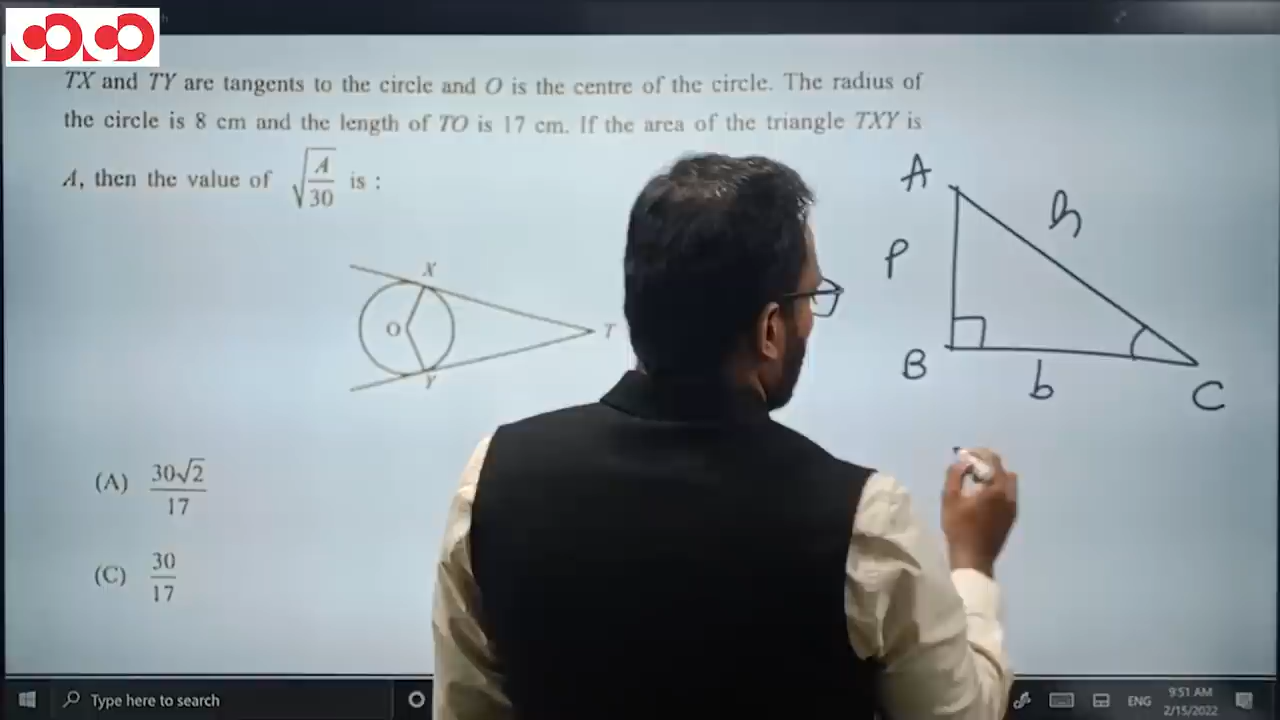 TX and TY are tangents to the circle and O is the centre of the circle. The radius of
the circle is 8 cm and the length of TO is 17 cm. If the area of the triangle TXY is
A, then the value of √(A/30) is :
A
h
P
X
O
T
Y
B
b
C
(A) 30√2/17
(C) 30/17
Type here to search
ENG
9:51 AM
2/15/2022